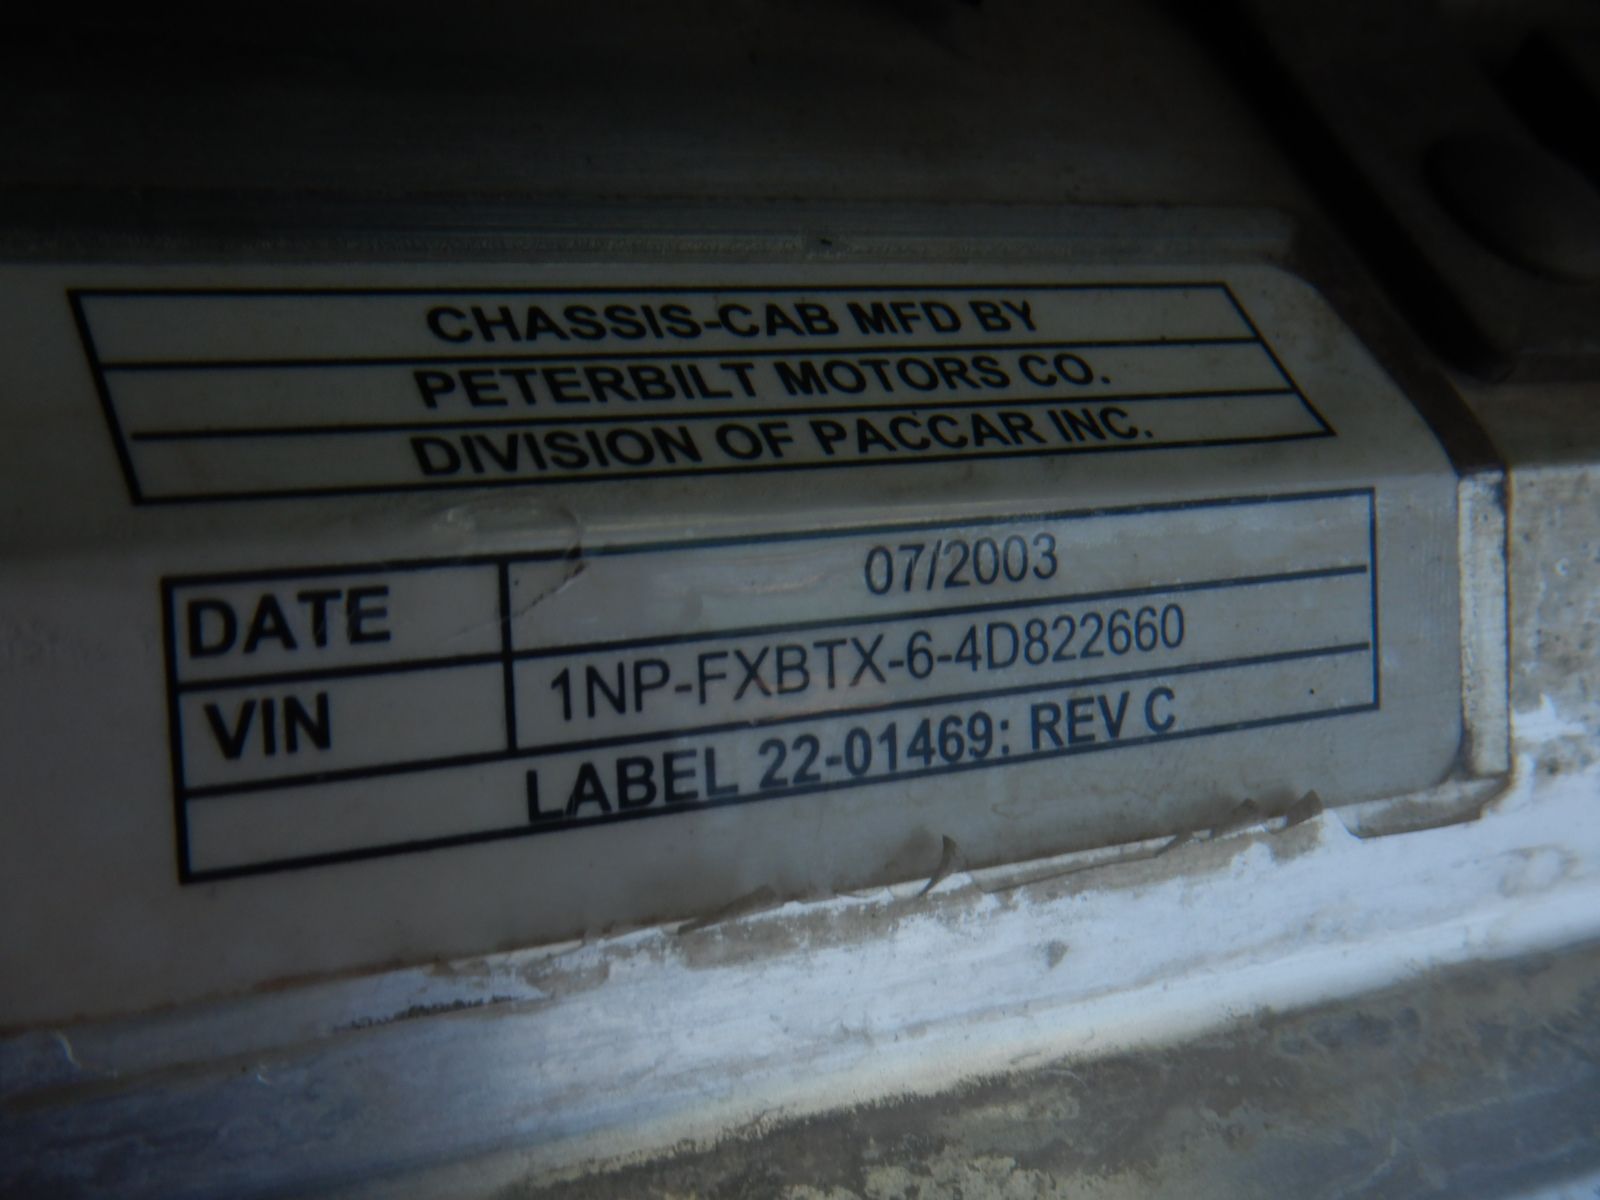 CHASSIS-CAB MFD BY
PETERBILT MOTORS CO.
DIVISION OF PACCAR INC.
DATE 07/2003
VIN 1NP-FXBTX-6-4D822660
LABEL 22-01469: REV C